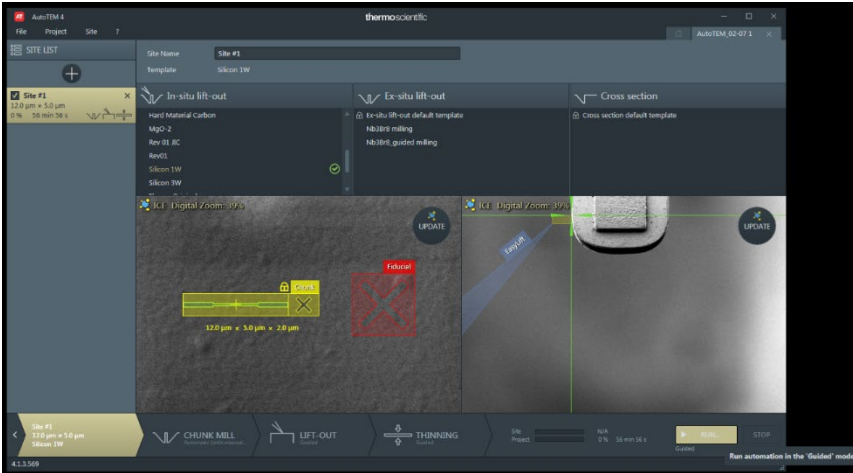 AutoTEM 4
thermoscientific
File Project Site ?
AutoTEM_02-07 1
SITE LIST
Site #1
12.0 µm × 5.0 µm
0 % 56 min 56 s
Site Name Site #1
Template Silicon 1W
In-situ lift-out
Hard Material Carbon
MgO-2
Rev 01 JIC
Rev01
Silicon 1W
Silicon 3W
Ex-situ lift-out
Ex-situ lift-out default template
Nb3Br8 milling
Nb3Br8_guided milling
Cross section
Cross section default template
ICE Digital Zoom: 39%
UPDATE
Fiducial
Chunk
12.0 µm × 5.0 µm × 2.0 µm
ICE Digital Zoom: 39%
UPDATE
EasyLift
Site #1
12.0 µm × 5.0 µm
Silicon 1W
CHUNK MILL
LIFT-OUT
Guided
THINNING
Guided
Site N/A
Project 0 % 56 min 56 s
RUN...
Guided
STOP
Run automation in the 'Guided' mode
4.1.3.569